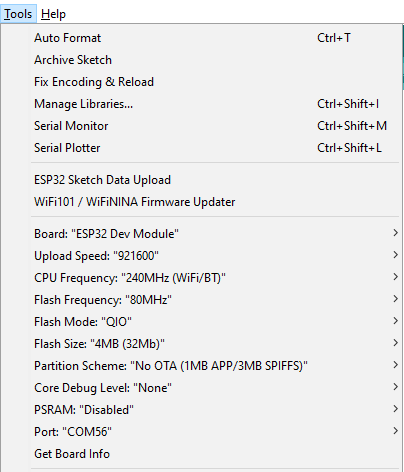 Tools Help
Auto Format Ctrl+T
Archive Sketch
Fix Encoding & Reload
Manage Libraries... Ctrl+Shift+I
Serial Monitor Ctrl+Shift+M
Serial Plotter Ctrl+Shift+L
ESP32 Sketch Data Upload
WiFi101 / WiFiNINA Firmware Updater
Board: "ESP32 Dev Module"
Upload Speed: "921600"
CPU Frequency: "240MHz (WiFi/BT)"
Flash Frequency: "80MHz"
Flash Mode: "QIO"
Flash Size: "4MB (32Mb)"
Partition Scheme: "No OTA (1MB APP/3MB SPIFFS)"
Core Debug Level: "None"
PSRAM: "Disabled"
Port: "COM56"
Get Board Info